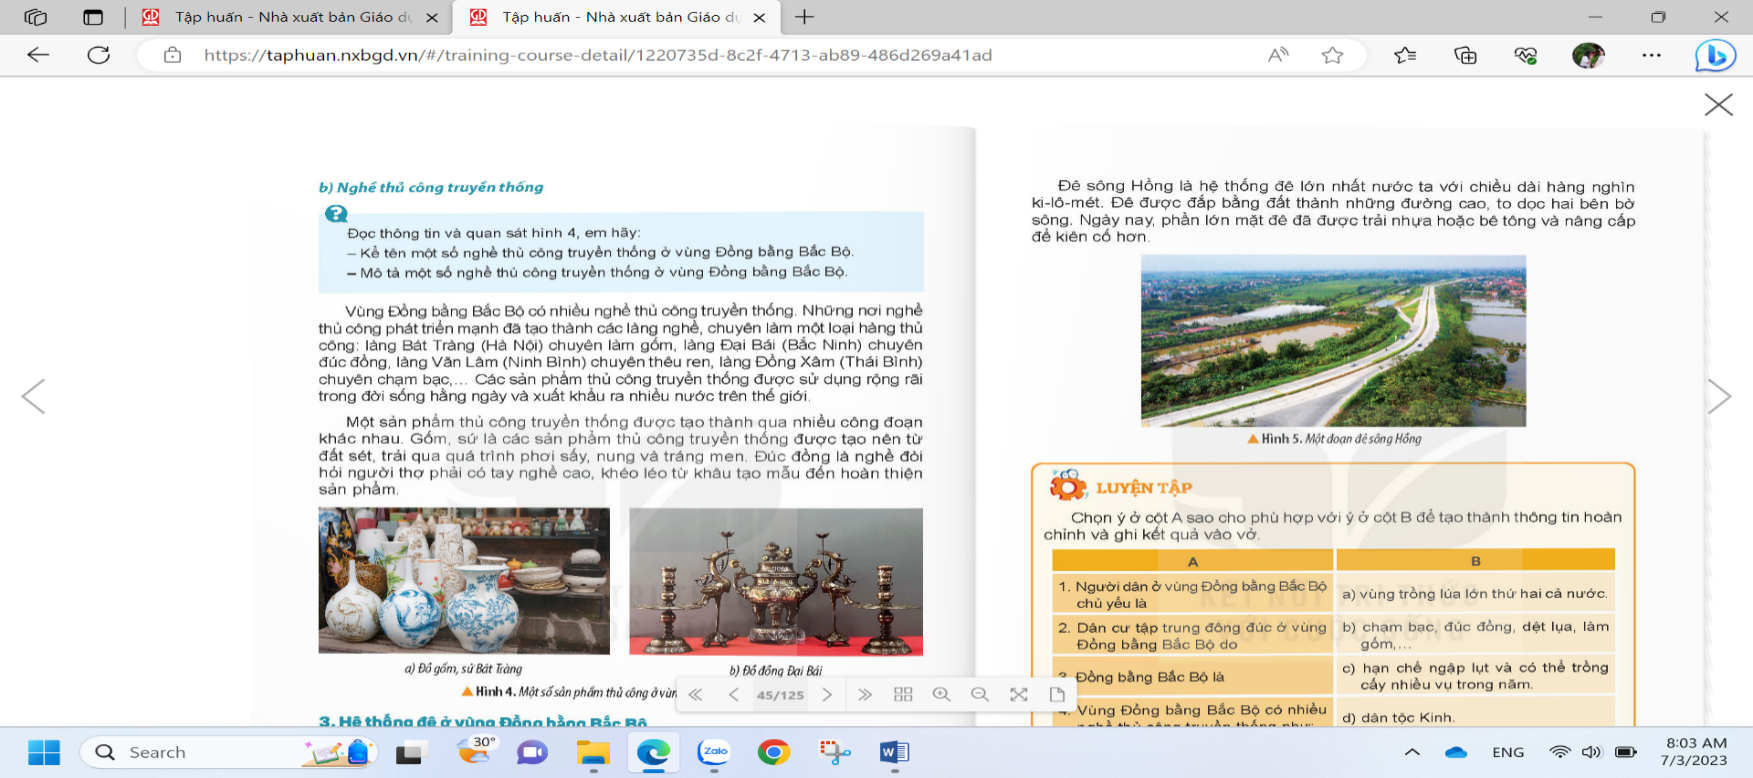 Tập huấn - Nhà xuất bản Giáo dụ
Tập huấn - Nhà xuất bản Giáo dụ
https://taphuan.nxbgd.vn/#/training-course-detail/1220735d-8c2f-4713-ab89-486d269a41ad
b) Nghề thủ công truyền thống
Đọc thông tin và quan sát hình 4, em hãy:
– Kể tên một số nghề thủ công truyền thống ở vùng Đồng bằng Bắc Bộ.
– Mô tả một số nghề thủ công truyền thống ở vùng Đồng bằng Bắc Bộ.
Vùng Đồng bằng Bắc Bộ có nhiều nghề thủ công truyền thống. Những nơi nghề
thủ công phát triển mạnh đã tạo thành các làng nghề, chuyên làm một loại hàng thủ
công: làng Bát Tràng (Hà Nội) chuyên làm gốm, làng Đại Bái (Bắc Ninh) chuyên
đúc đồng, làng Văn Lâm (Ninh Bình) chuyên thêu ren, làng Đồng Xâm (Thái Bình)
chuyên chạm bạc,... Các sản phẩm thủ công truyền thống được sử dụng rộng rãi
trong đời sống hằng ngày và xuất khẩu ra nhiều nước trên thế giới.
Một sản phẩm thủ công truyền thống được tạo thành qua nhiều công đoạn
khác nhau. Gốm, sứ là các sản phẩm thủ công truyền thống được tạo nên từ
đất sét, trải qua quá trình phơi sấy, nung và tráng men. Đúc đồng là nghề đòi
hỏi người thợ phải có tay nghề cao, khéo léo từ khâu tạo mẫu đến hoàn thiện
sản phẩm.
a) Đồ gốm, sứ Bát Tràng
b) Đồ đồng Đại Bái
▲ Hình 4. Một số sản phẩm thủ công ở vùn
3. Hệ thống đê ở vùng Đồng bằng Bắc Bộ
Đê sông Hồng là hệ thống đê lớn nhất nước ta với chiều dài hàng nghìn
ki-lô-mét. Đê được đắp bằng đất thành những đường cao, to dọc hai bên bờ
sông. Ngày nay, phần lớn mặt đê đã được trải nhựa hoặc bê tông và nâng cấp
để kiên cố hơn.
▲ Hình 5. Một đoạn đê sông Hồng
LUYỆN TẬP
Chọn ý ở cột A sao cho phù hợp với ý ở cột B để tạo thành thông tin hoàn
chỉnh và ghi kết quả vào vở.
A
B
1. Người dân ở vùng Đồng bằng Bắc Bộ
chủ yếu là
a) vùng trồng lúa lớn thứ hai cả nước.
2. Dân cư tập trung đông đúc ở vùng
Đồng bằng Bắc Bộ do
b) chạm bạc, đúc đồng, dệt lụa, làm
gốm,...
3. Đồng bằng Bắc Bộ là
c) hạn chế ngập lụt và có thể trồng
cấy nhiều vụ trong năm.
4. Vùng Đồng bằng Bắc Bộ có nhiều
nghề thủ công truyền thống như:
d) dân tộc Kinh.
45/125
Search
30°
Zalo
ENG
8:03 AM
7/3/2023